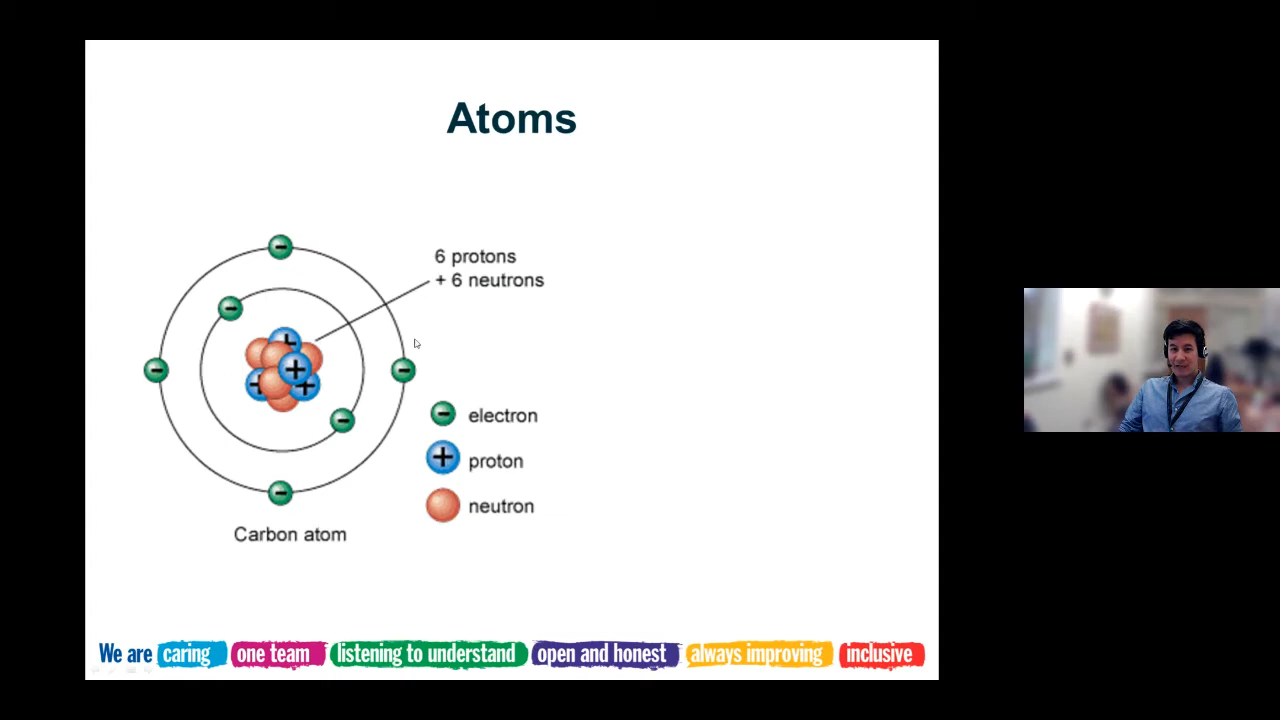 Atoms
6 protons
+ 6 neutrons
electron
proton
neutron
Carbon atom
We are caring one team listening to understand open and honest always improving inclusive